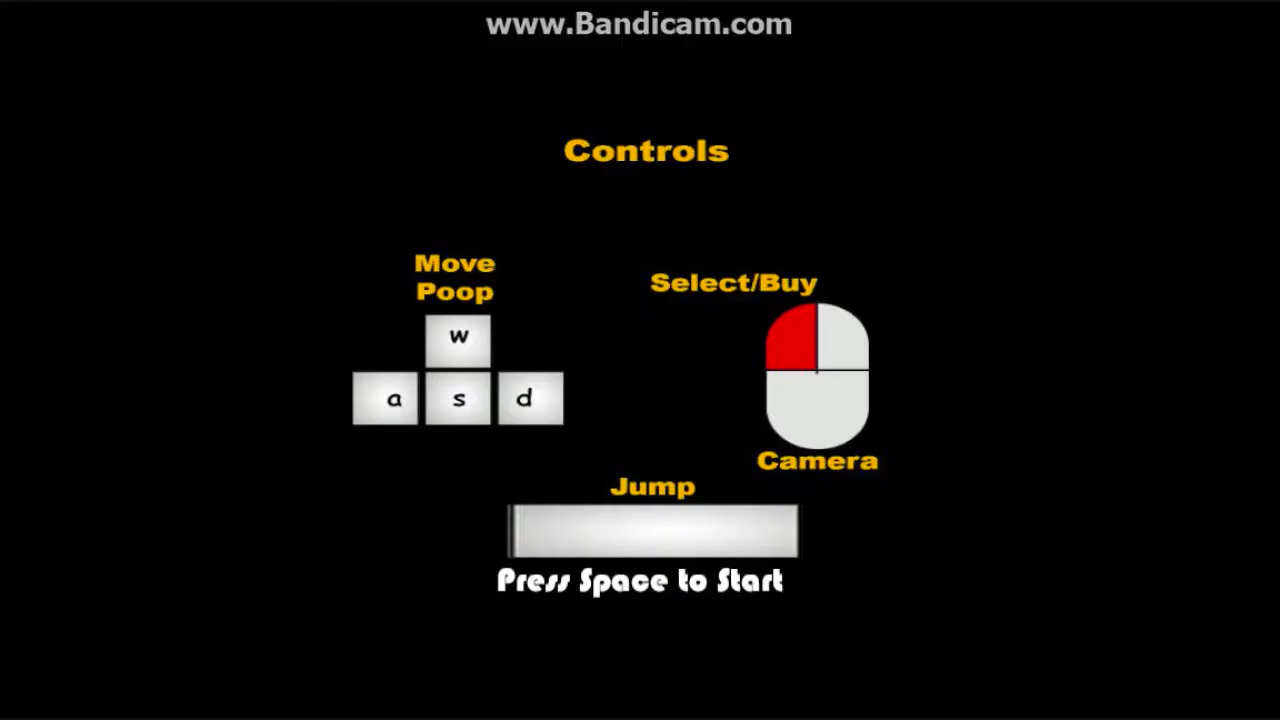 www.Bandicam.com
Controls
Move
Poop
Select/Buy
w
a s d
Camera
Jump
Press Space to Start